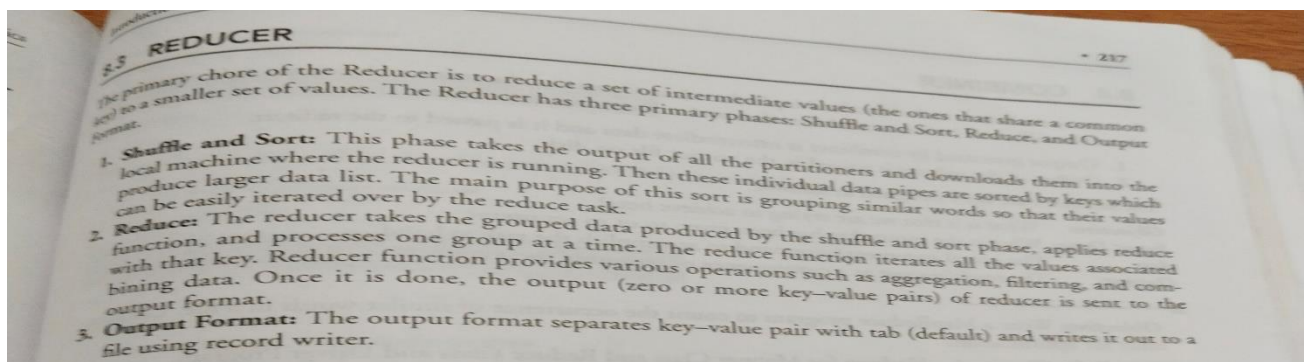 8.3 REDUCER
• 217
The primary chore of the Reducer is to reduce a set of intermediate values (the ones that share a common
key) to a smaller set of values. The Reducer has three primary phases: Shuffle and Sort, Reduce, and Output
Format.
1. Shuffle and Sort: This phase takes the output of all the partitioners and downloads them into the
local machine where the reducer is running. Then these individual data pipes are sorted by keys which
produce larger data list. The main purpose of this sort is grouping similar words so that their values
can be easily iterated over by the reduce task.
2. Reduce: The reducer takes the grouped data produced by the shuffle and sort phase, applies reduce
function, and processes one group at a time. The reduce function iterates all the values associated
with that key. Reducer function provides various operations such as aggregation, filtering, and com-
bining data. Once it is done, the output (zero or more key–value pairs) of reducer is sent to the
output format.
3. Output Format: The output format separates key–value pair with tab (default) and writes it out to a
file using record writer.